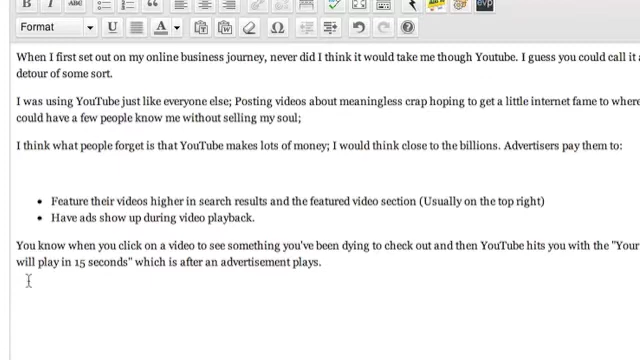 B I ABC
Format U A Ω
When I first set out on my online business journey, never did I think it would take me though Youtube. I guess you could call it a
detour of some sort.
I was using YouTube just like everyone else; Posting videos about meaningless crap hoping to get a little internet fame to where
could have a few people know me without selling my soul;
I think what people forget is that YouTube makes lots of money; I would think close to the billions. Advertisers pay them to:
• Feature their videos higher in search results and the featured video section (Usually on the top right)
• Have ads show up during video playback.
You know when you click on a video to see something you've been dying to check out and then YouTube hits you with the "Your
will play in 15 seconds" which is after an advertisement plays.